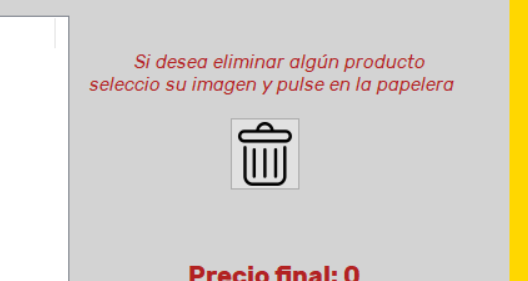 Si desea eliminar algún producto
seleccio su imagen y pulse en la papelera
Precio final: 0